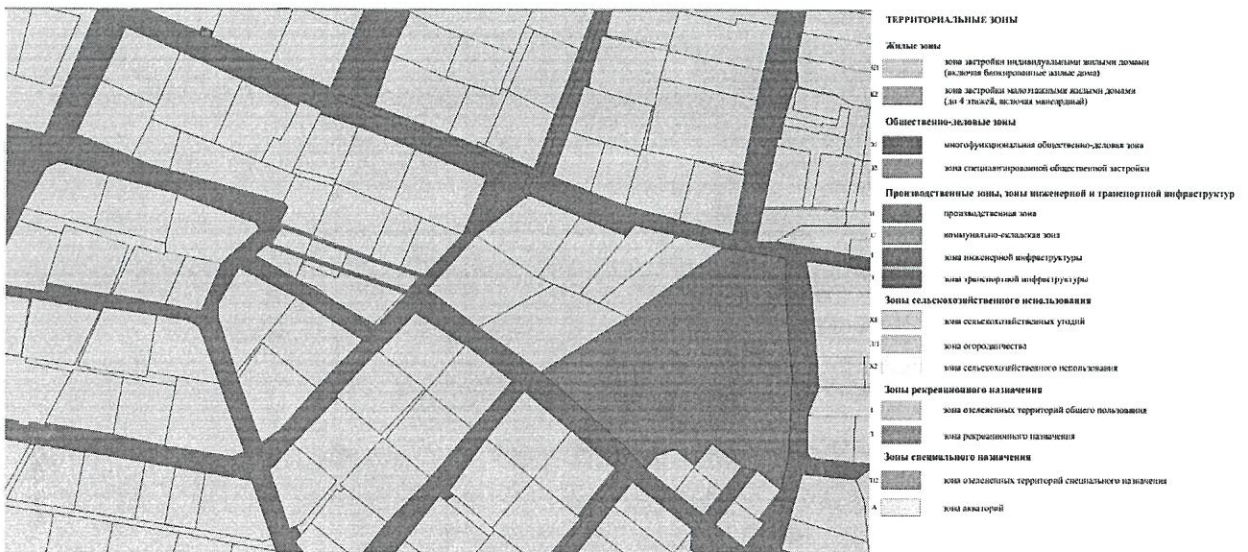 ТЕРРИТОРИАЛЬНЫЕ ЗОНЫ
Жилые зоны
зона застройки индивидуальными жилыми домами
(включая блокированные жилые дома)
зона застройки малоэтажными жилыми домами
(до 4 этажей, включая мансардный)
Общественно-деловые зоны
многофункциональная общественно-деловая зона
зона специализированной общественной застройки
Производственные зоны, зоны инженерной и транспортной инфраструктур
производственная зона
коммунально-складская зона
зона инженерной инфраструктуры
зона транспортной инфраструктуры
Зоны сельскохозяйственного использования
зона сельскохозяйственных угодий
зона огородничества
Х2 зона сельскохозяйственного использования
Зоны рекреационного назначения
зона озелененных территорий общего пользования
зона рекреационного назначения
Зоны специального назначения
зона озелененных территорий специального назначения
А зона акваторий